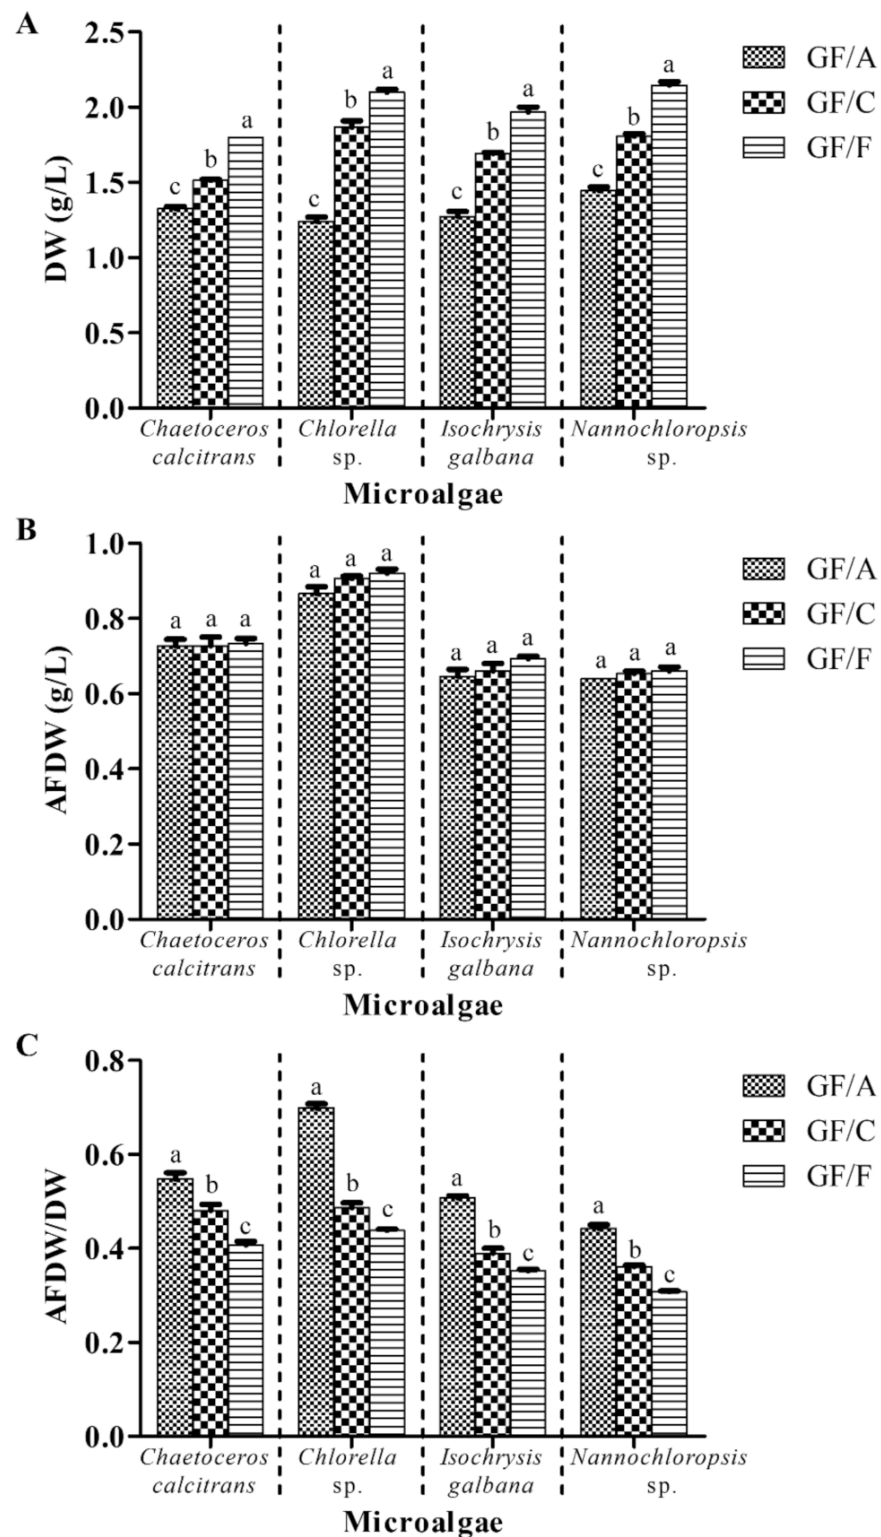 A
2.5
2.0
1.5
1.0
0.5
0.0
DW (g/L)
c b a
c b a
c b a
c b a
GF/A
GF/C
GF/F
Chaetoceros calcitrans
Chlorella sp.
Isochrysis galbana
Nannochloropsis sp.
Microalgae
B
1.0
0.8
0.6
0.4
0.2
0.0
AFDW (g/L)
a a a
a a a
a a a
a a a
GF/A
GF/C
GF/F
Chaetoceros calcitrans
Chlorella sp.
Isochrysis galbana
Nannochloropsis sp.
Microalgae
C
0.8
0.6
0.4
0.2
0.0
AFDW/DW
a b c
a b c
a b c
a b c
GF/A
GF/C
GF/F
Chaetoceros calcitrans
Chlorella sp.
Isochrysis galbana
Nannochloropsis sp.
Microalgae